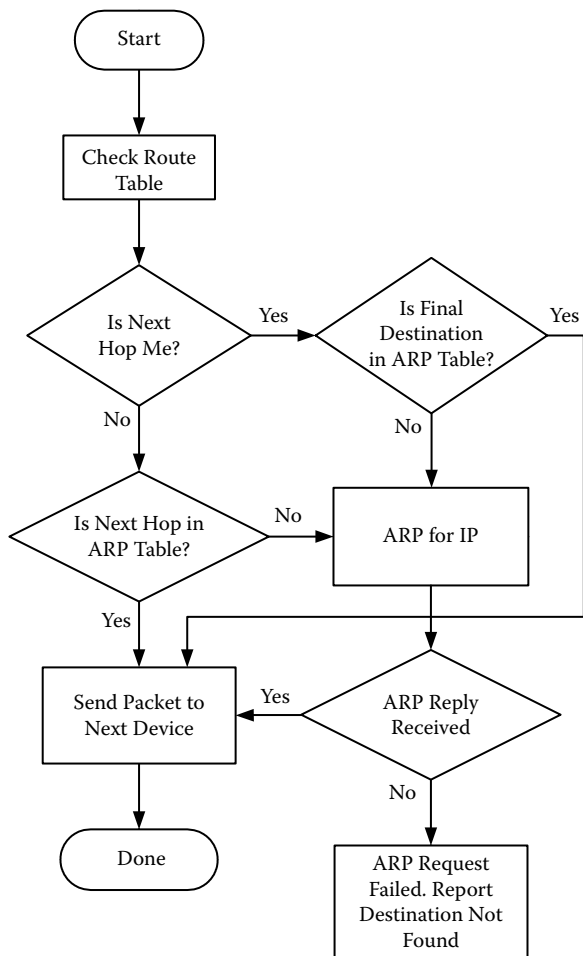 Start
Check Route
Table
Is Next
Hop Me?
Yes
Is Final
Destination
in ARP Table?
Yes
No
No
Is Next Hop in
ARP Table?
No
ARP for IP
Yes
Send Packet to
Next Device
Yes
ARP Reply
Received
No
Done
ARP Request
Failed. Report
Destination Not
Found